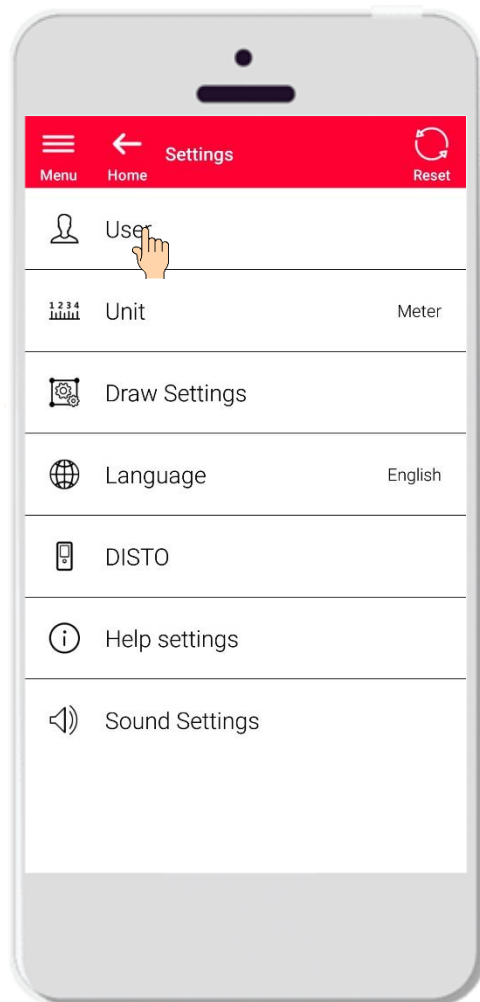 Settings
Menu Home Reset
User
1234
Unit Meter
Draw Settings
Language English
DISTO
Help settings
Sound Settings